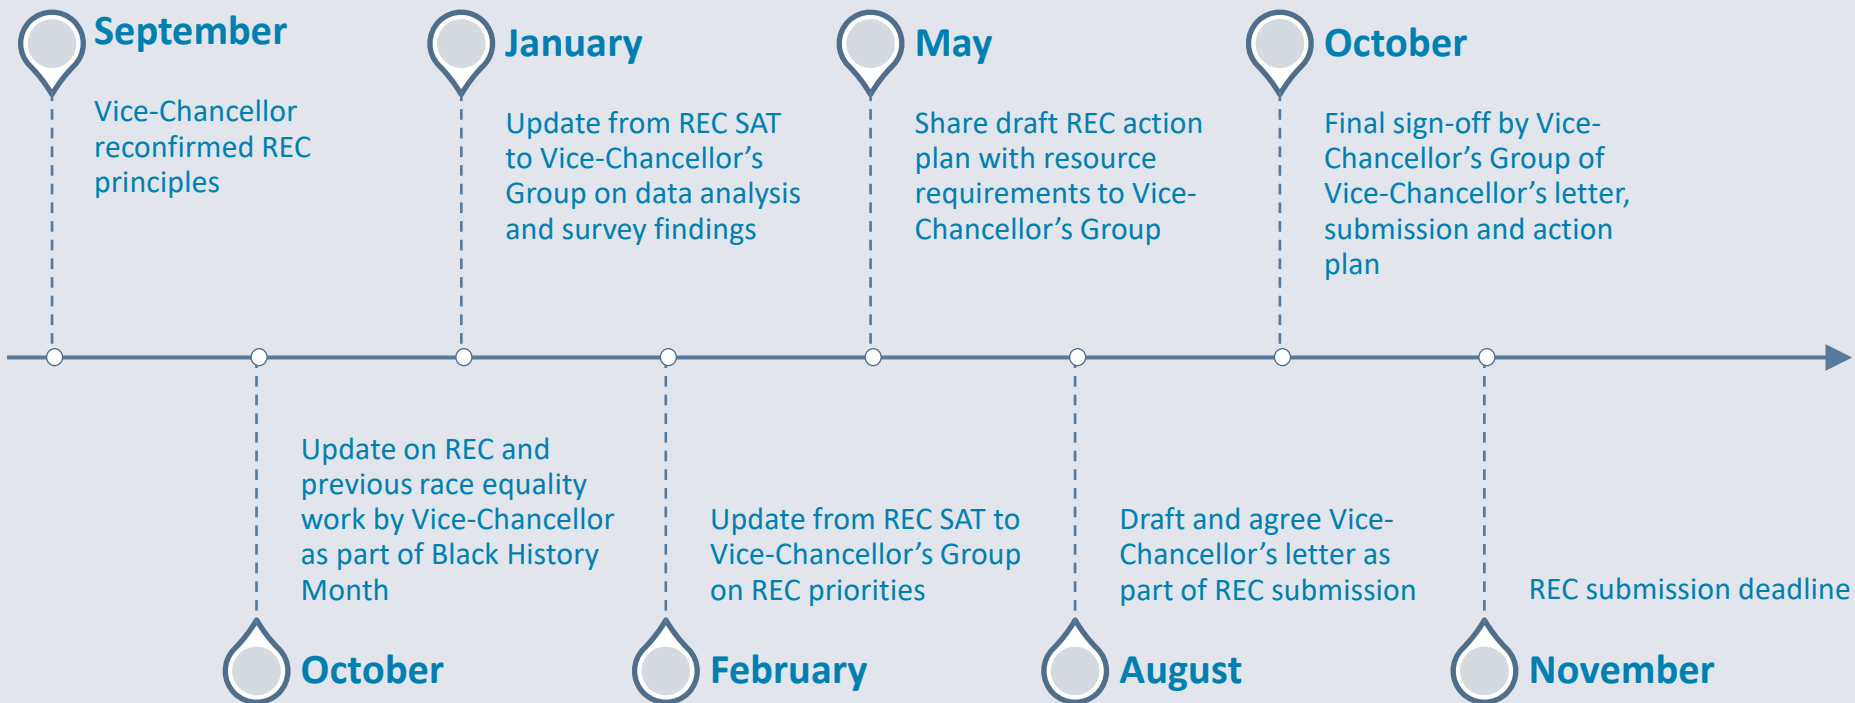 September
Vice-Chancellor
reconfirmed REC
principles
October
Update on REC and
previous race equality
work by Vice-Chancellor
as part of Black History
Month
January
Update from REC SAT
to Vice-Chancellor’s
Group on data analysis
and survey findings
February
Update from REC SAT to
Vice-Chancellor’s Group
on REC priorities
May
Share draft REC action
plan with resource
requirements to Vice-
Chancellor’s Group
August
Draft and agree Vice-
Chancellor’s letter as
part of REC submission
October
Final sign-off by Vice-
Chancellor’s Group of
Vice-Chancellor’s letter,
submission and action
plan
November
REC submission deadline